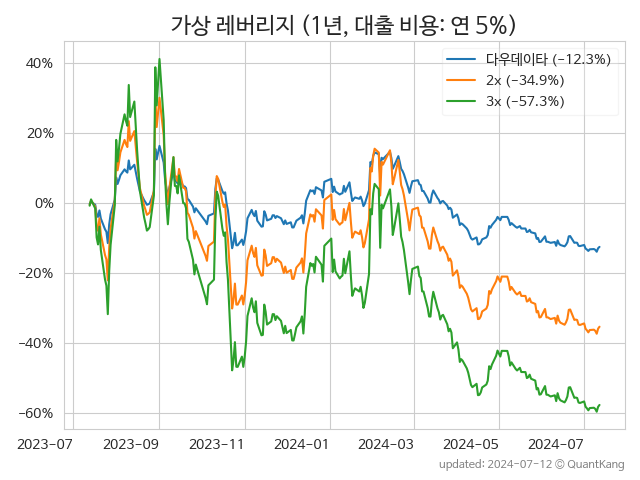 가상 레버리지 (1년, 대출 비용: 연 5%)
다우데이타 (−12.3%)
2x (−34.9%)
3x (−57.3%)
40%
20%
0%
−20%
−40%
−60%
2023-07 2023-09 2023-11 2024-01 2024-03 2024-05 2024-07
updated: 2024-07-12 © QuantKang